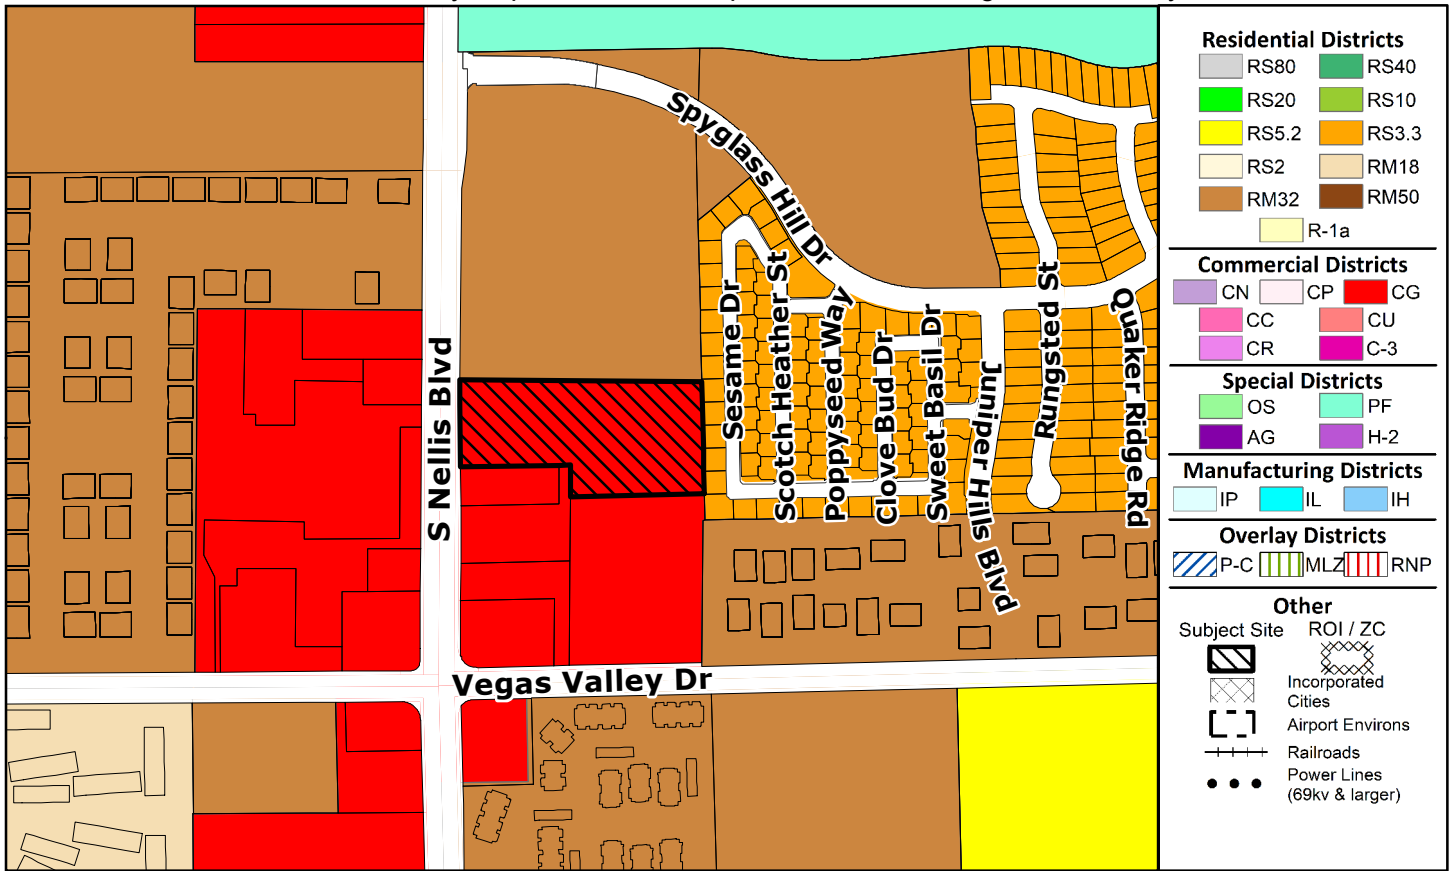 Spyglass Hill Dr
S Nellis Blvd
Sesame Dr
Scotch Heather St
Poppyseed Way
Clove Bud Dr
Sweet Basil Dr
Juniper Hills Blvd
Rungsted St
Quaker Ridge Rd
Vegas Valley Dr
Residential Districts
RS80 RS40
RS20 RS10
RS5.2 RS3.3
RS2 RM18
RM32 RM50
R-1a
Commercial Districts
CN CP CG
CC CU
CR C-3
Special Districts
OS PF
AG H-2
Manufacturing Districts
IP IL IH
Overlay Districts
P-C MLZ RNP
Other
Subject Site ROI / ZC
Incorporated
Cities
Airport Environs
Railroads
Power Lines
(69kv & larger)